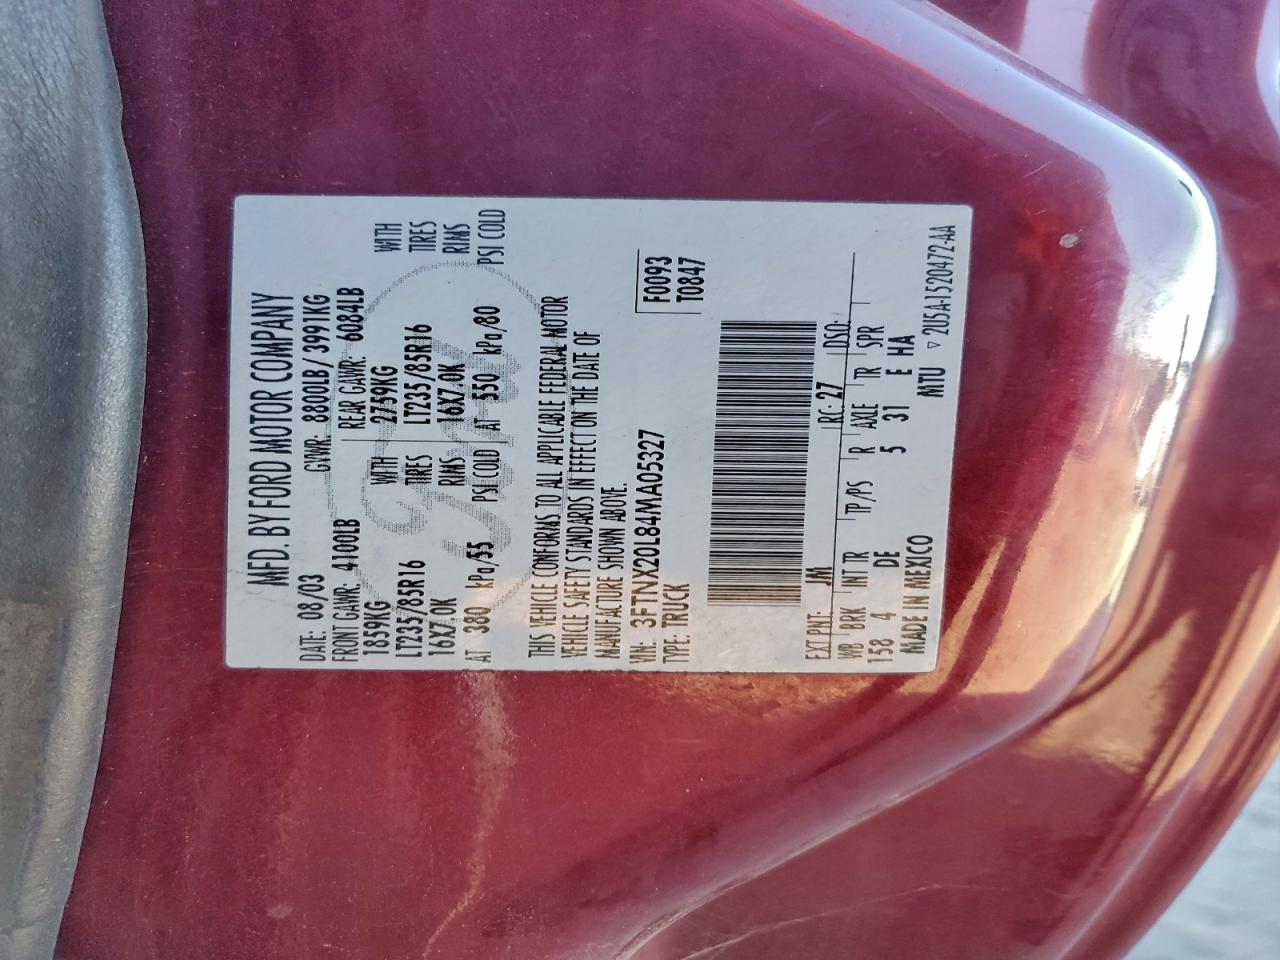 MFD. BY FORD MOTOR COMPANY
DATE: 08/03 GVWR: 8800LB/3991KG
FRONT GAWR: 4100LB REAR GAWR: 6084LB
1859KG WITH 2759KG WITH
LT235/85R16 TIRES LT235/85R16 TIRES
16X7.0K RIMS 16X7.0K RIMS
AT 380 kPa/55 PSI COLD AT 550 kPa/80 PSI COLD
THIS VEHICLE CONFORMS TO ALL APPLICABLE FEDERAL MOTOR
VEHICLE SAFETY STANDARDS IN EFFECT ON THE DATE OF
MANUFACTURE SHOWN ABOVE.
VIN: 3FTNX20L84MA05327 F0093
TYPE: TRUCK T0847
EXT PNT: JM RC: 27 DSO:
WB BRK INT TR TP/PS R AXLE TR SPR
158 4 DE 5 31 E HA
MADE IN MEXICO MTU ▽ 2U5A-1520472-AA
Ford